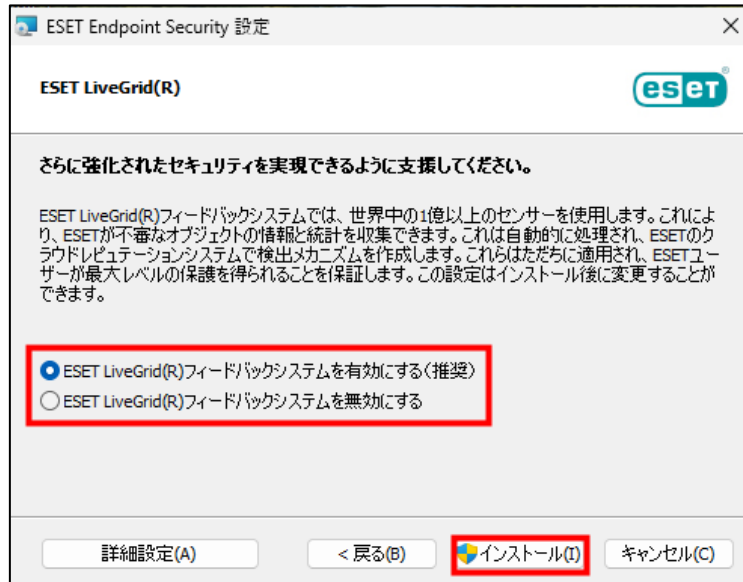 ESET Endpoint Security 設定
ESET LiveGrid(R)
eseT®
さらに強化されたセキュリティを実現できるように支援してください。
ESET LiveGrid(R)フィードバックシステムでは、世界中の1億以上のセンサーを使用します。これによ
り、ESETが不審なオブジェクトの情報と統計を収集できます。これは自動的に処理され、ESETのク
ラウドレピュテーションシステムで検出メカニズムを作成します。これらはただちに適用され、ESETユー
ザーが最大レベルの保護を得られることを保証します。この設定はインストール後に変更することが
できます。
ESET LiveGrid(R)フィードバックシステムを有効にする(推奨)
ESET LiveGrid(R)フィードバックシステムを無効にする
詳細設定(A)
< 戻る(B)
インストール(I)
キャンセル(C)